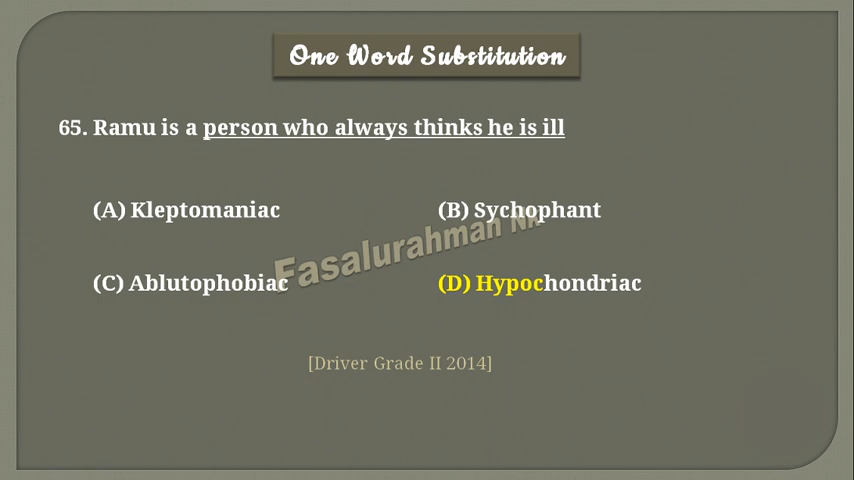 One Word Substitution
65. Ramu is a person who always thinks he is ill
(A) Kleptomaniac
(B) Sychophant
Fasalurahman NK
(C) Ablutophobiac
(D) Hypochondriac
[Driver Grade II 2014]